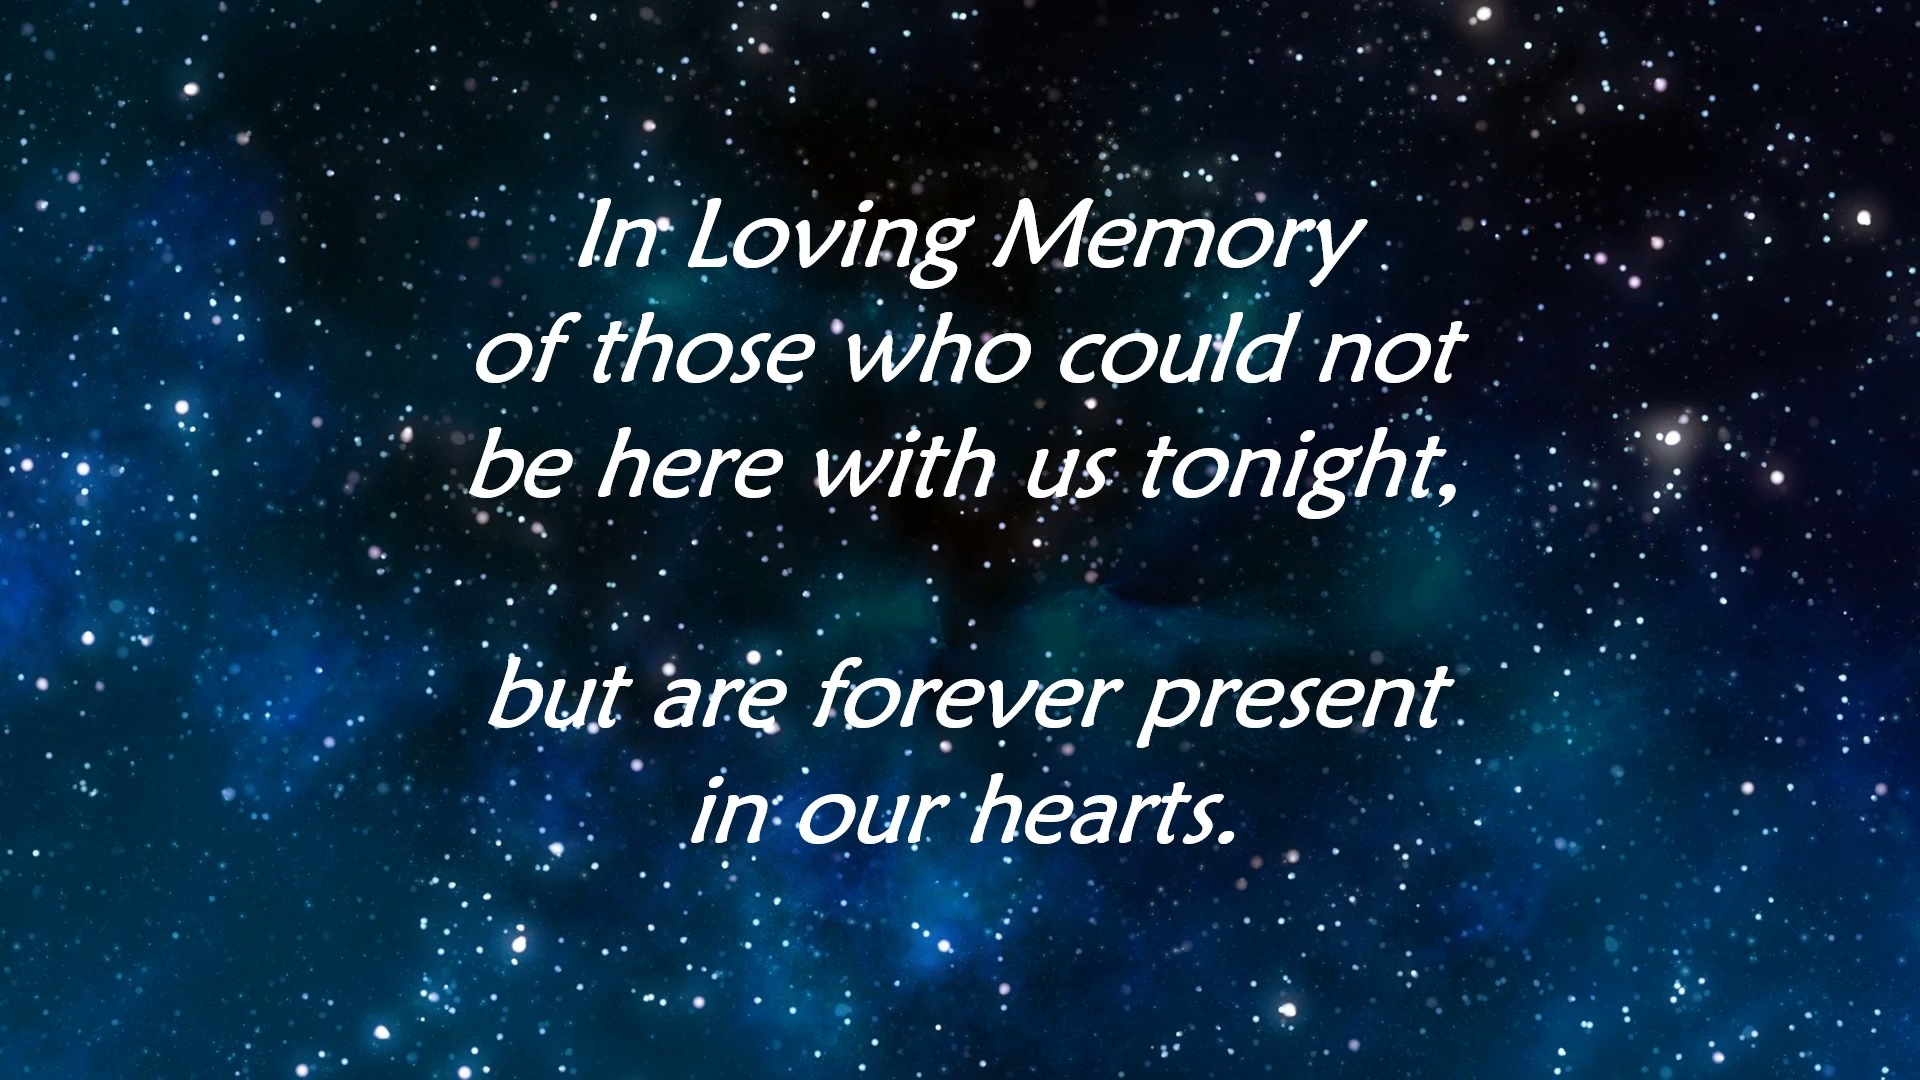 In Loving Memory
of those who could not
be here with us tonight,
but are forever present
in our hearts.